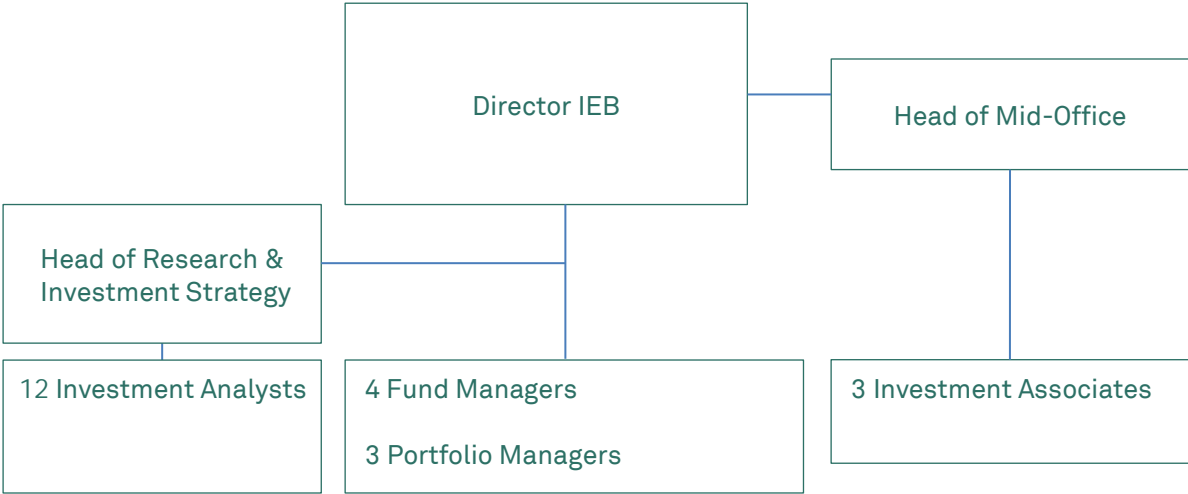 Director IEB
Head of Mid-Office
Head of Research &
Investment Strategy
12 Investment Analysts
4 Fund Managers
3 Portfolio Managers
3 Investment Associates